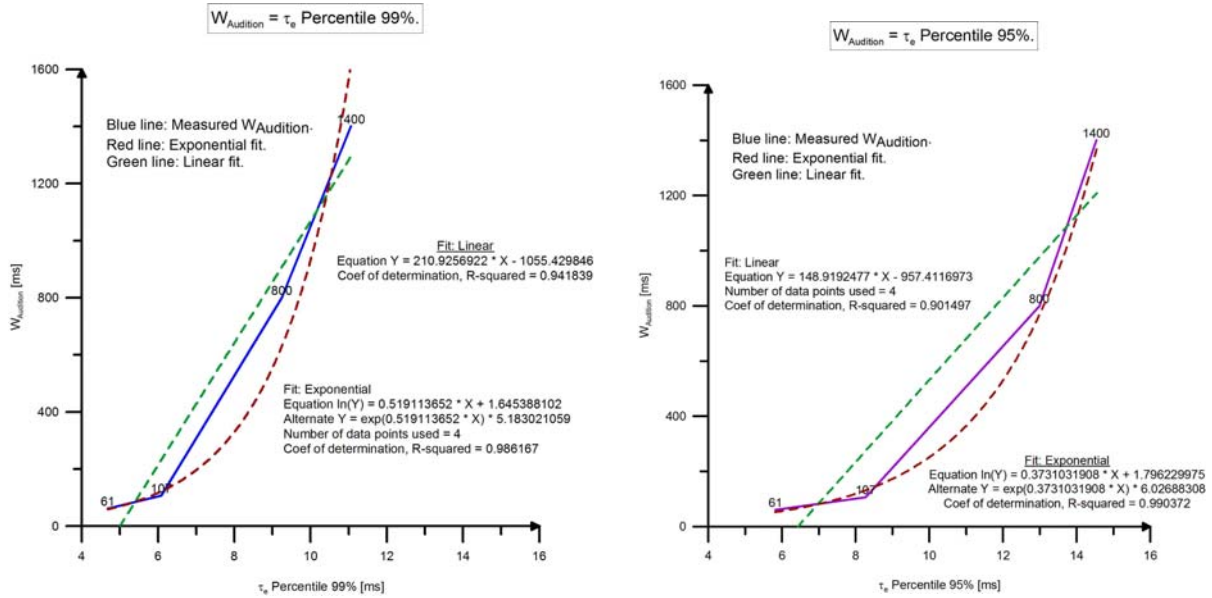 W_Audition = τ_e Percentile 99%.
1600
1200
800
400
0
W_Audition [ms]
Blue line: Measured W_Audition.
Red line: Exponential fit.
Green line: Linear fit.
1400
800
107
61
Fit: Linear
Equation Y = 210.9256922 * X - 1055.429846
Coef of determination, R-squared = 0.941839
Fit: Exponential
Equation ln(Y) = 0.519113652 * X + 1.645388102
Alternate Y = exp(0.519113652 * X) * 5.183021059
Number of data points used = 4
Coef of determination, R-squared = 0.986167
4 6 8 10 12 14 16
τ_e Percentile 99% [ms]
W_Audition = τ_e Percentile 95%.
1600
1200
800
400
0
W_Audition [ms]
Blue line: Measured W_Audition.
Red line: Exponential fit.
Green line: Linear fit.
1400
800
107
61
Fit: Linear
Equation Y = 148.9192477 * X - 957.4116973
Number of data points used = 4
Coef of determination, R-squared = 0.901497
Fit: Exponential
Equation ln(Y) = 0.3731031908 * X + 1.796229975
Alternate Y = exp(0.3731031908 * X) * 6.02688308
Coef of determination, R-squared = 0.990372
4 6 8 10 12 14 16
τ_e Percentile 95% [ms]